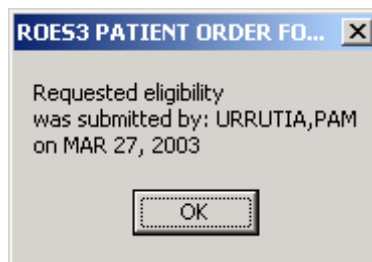 ROES3 PATIENT ORDER FO...
Requested eligibility
was submitted by: URRUTIA,PAM
on MAR 27, 2003
OK